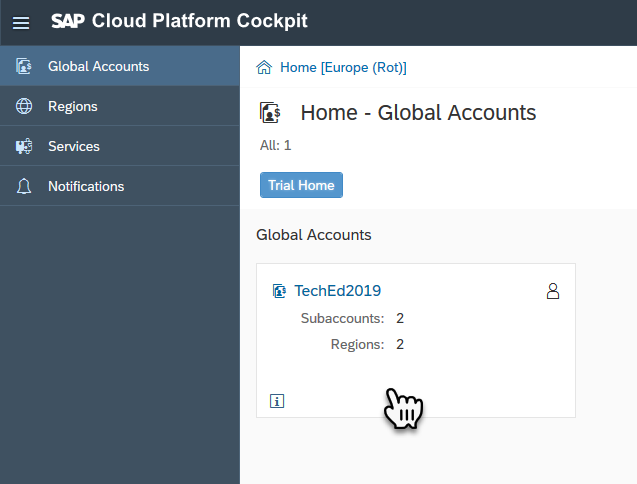 SAP Cloud Platform Cockpit
Global Accounts
Regions
Services
Notifications
Home [Europe (Rot)]
Home - Global Accounts
All: 1
Trial Home
Global Accounts
TechEd2019
Subaccounts: 2
Regions: 2